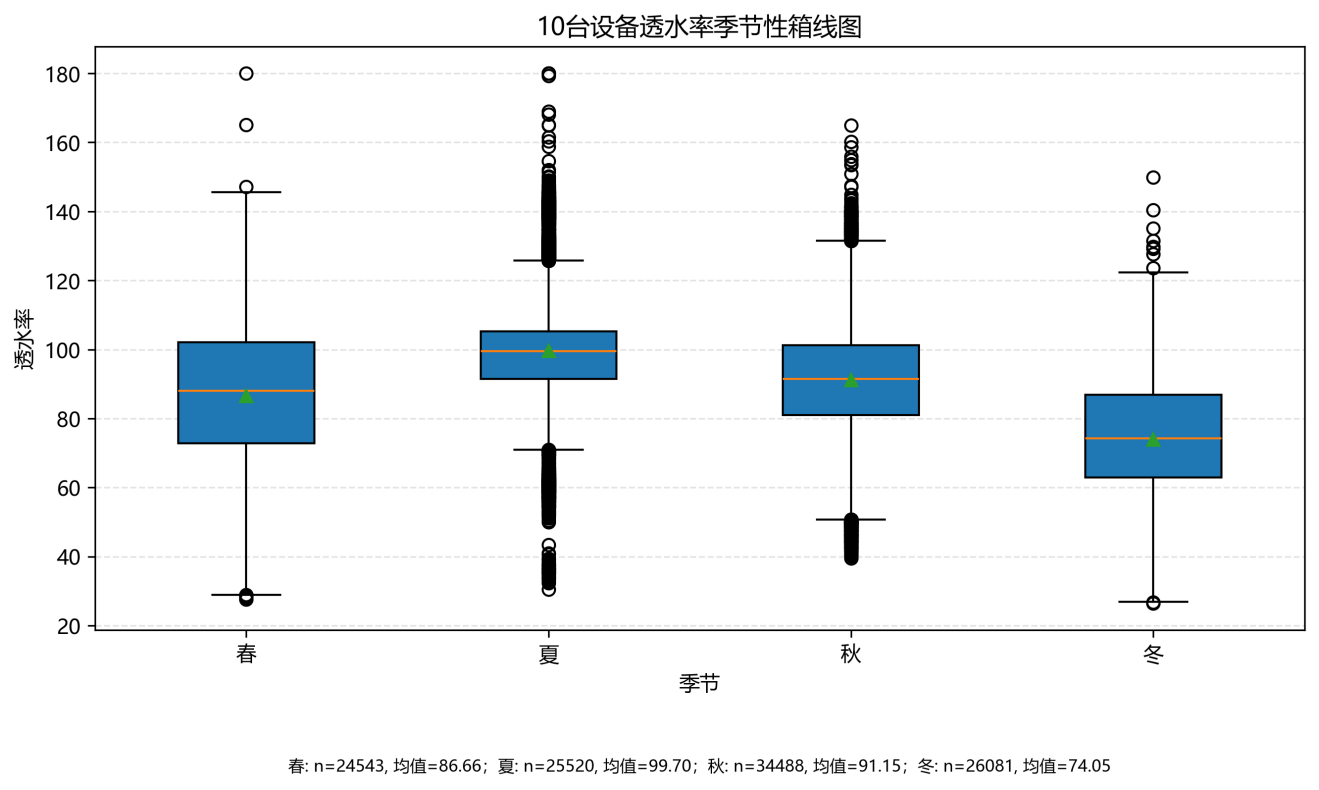 10台设备透水率季节性箱线图
透水率
180
160
140
120
100
80
60
40
20
春
夏
秋
冬
季节
春: n=24543, 均值=86.66；夏: n=25520, 均值=99.70；秋: n=34488, 均值=91.15；冬: n=26081, 均值=74.05